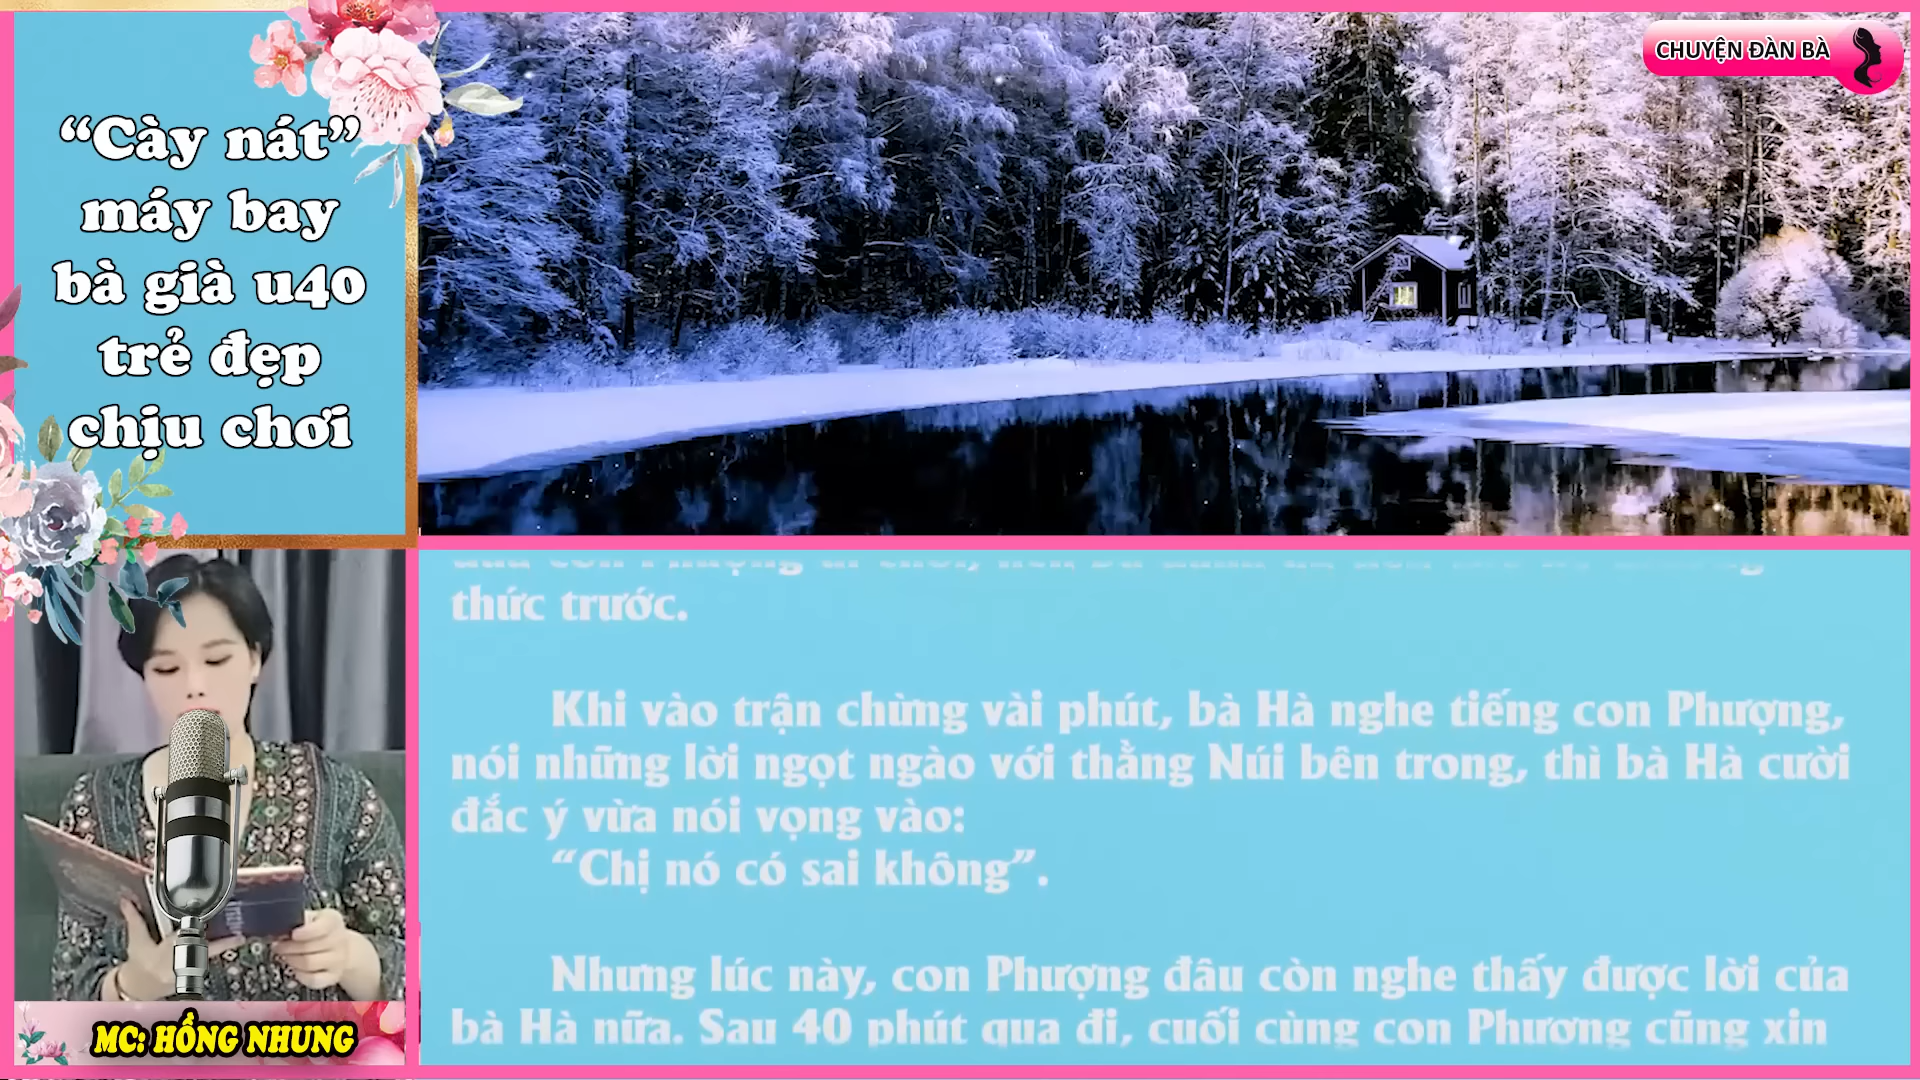 CHUYỆN ĐÀN BÀ
“Cày nát”
máy bay
bà già u40
trẻ đẹp
chịu chơi
thức trước.
Khi vào trận chừng vài phút, bà Hà nghe tiếng con Phượng,
nói những lời ngọt ngào với thằng Núi bên trong, thì bà Hà cười
đắc ý vừa nói vọng vào:
“Chị nó có sai không”.
Nhưng lúc này, con Phượng đâu còn nghe thấy được lời của
bà Hà nữa. Sau 40 phút qua đi, cuối cùng con Phượng cũng xin
MC: HỒNG NHUNG